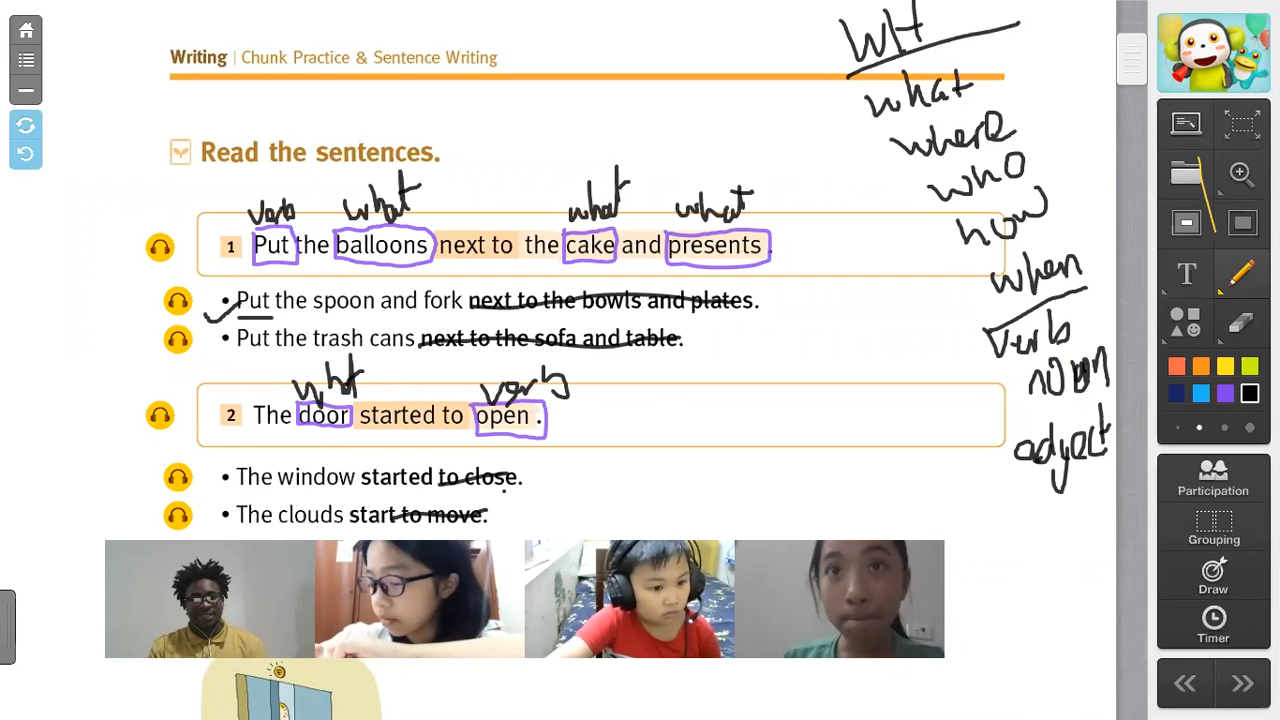 WH
Writing | Chunk Practice & Sentence Writing
what
where
who
how
when
verb
noun
adject
Read the sentences.
verb what what what
1 Put the balloons next to the cake and presents.
• Put the spoon and fork next to the bowls and plates.
• Put the trash cans next to the sofa and table.
what verb
2 The door started to open.
• The window started to close.
• The clouds start to move.
T
Participation
Grouping
Draw
Timer